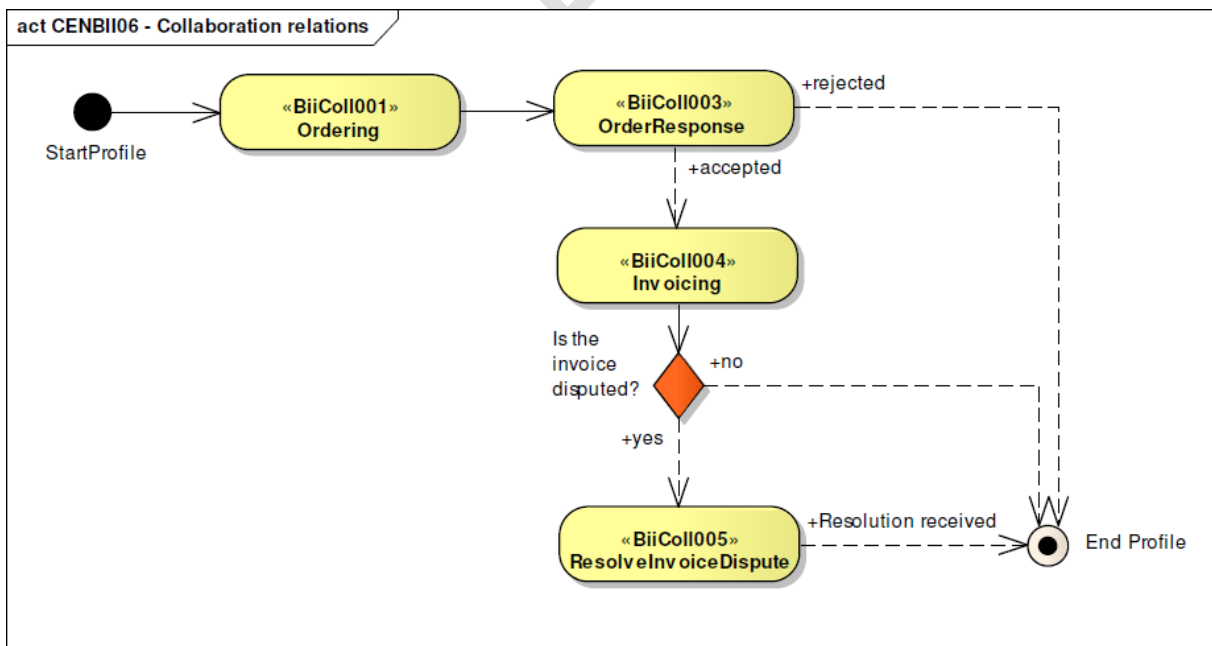 act CENBII06 - Collaboration relations
«BiiColl001»
Ordering
«BiiColl003»
OrderResponse
+rejected
StartProfile
+accepted
«BiiColl004»
Invoicing
Is the
invoice
disputed?
+no
+yes
«BiiColl005»
ResolveInvoiceDispute
+Resolution received
End Profile